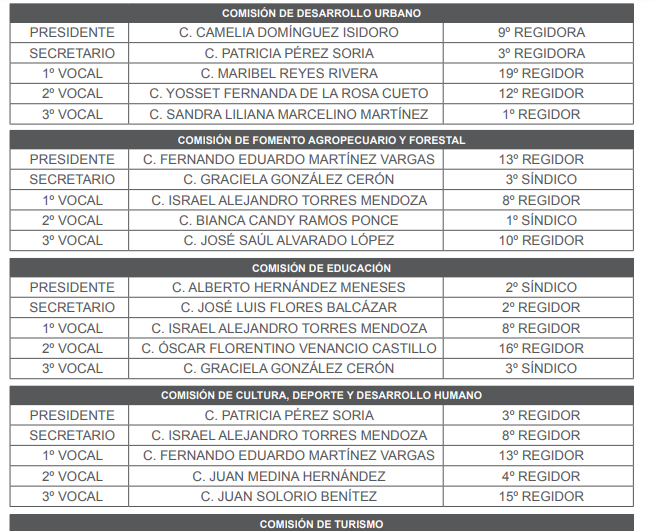 COMISIÓN DE DESARROLLO URBANO
PRESIDENTE C. CAMELIA DOMÍNGUEZ ISIDORO 9º REGIDORA
SECRETARIO C. PATRICIA PÉREZ SORIA 3º REGIDORA
1º VOCAL C. MARIBEL REYES RIVERA 19º REGIDOR
2º VOCAL C. YOSSET FERNANDA DE LA ROSA CUETO 12º REGIDOR
3º VOCAL C. SANDRA LILIANA MARCELINO MARTÍNEZ 1º REGIDOR
COMISIÓN DE FOMENTO AGROPECUARIO Y FORESTAL
PRESIDENTE C. FERNANDO EDUARDO MARTÍNEZ VARGAS 13º REGIDOR
SECRETARIO C. GRACIELA GONZÁLEZ CERÓN 3º SÍNDICO
1º VOCAL C. ISRAEL ALEJANDRO TORRES MENDOZA 8º REGIDOR
2º VOCAL C. BIANCA CANDY RAMOS PONCE 1º SÍNDICO
3º VOCAL C. JOSÉ SAÚL ALVARADO LÓPEZ 10º REGIDOR
COMISIÓN DE EDUCACIÓN
PRESIDENTE C. ALBERTO HERNÁNDEZ MENESES 2º SÍNDICO
SECRETARIO C. JOSÉ LUIS FLORES BALCÁZAR 2º REGIDOR
1º VOCAL C. ISRAEL ALEJANDRO TORRES MENDOZA 8º REGIDOR
2º VOCAL C. ÓSCAR FLORENTINO VENANCIO CASTILLO 16º REGIDOR
3º VOCAL C. GRACIELA GONZÁLEZ CERÓN 3º SÍNDICO
COMISIÓN DE CULTURA, DEPORTE Y DESARROLLO HUMANO
PRESIDENTE C. PATRICIA PÉREZ SORIA 3º REGIDOR
SECRETARIO C. ISRAEL ALEJANDRO TORRES MENDOZA 8º REGIDOR
1º VOCAL C. FERNANDO EDUARDO MARTÍNEZ VARGAS 13º REGIDOR
2º VOCAL C. JUAN MEDINA HERNÁNDEZ 4º REGIDOR
3º VOCAL C. JUAN SOLORIO BENÍTEZ 15º REGIDOR
COMISIÓN DE TURISMO